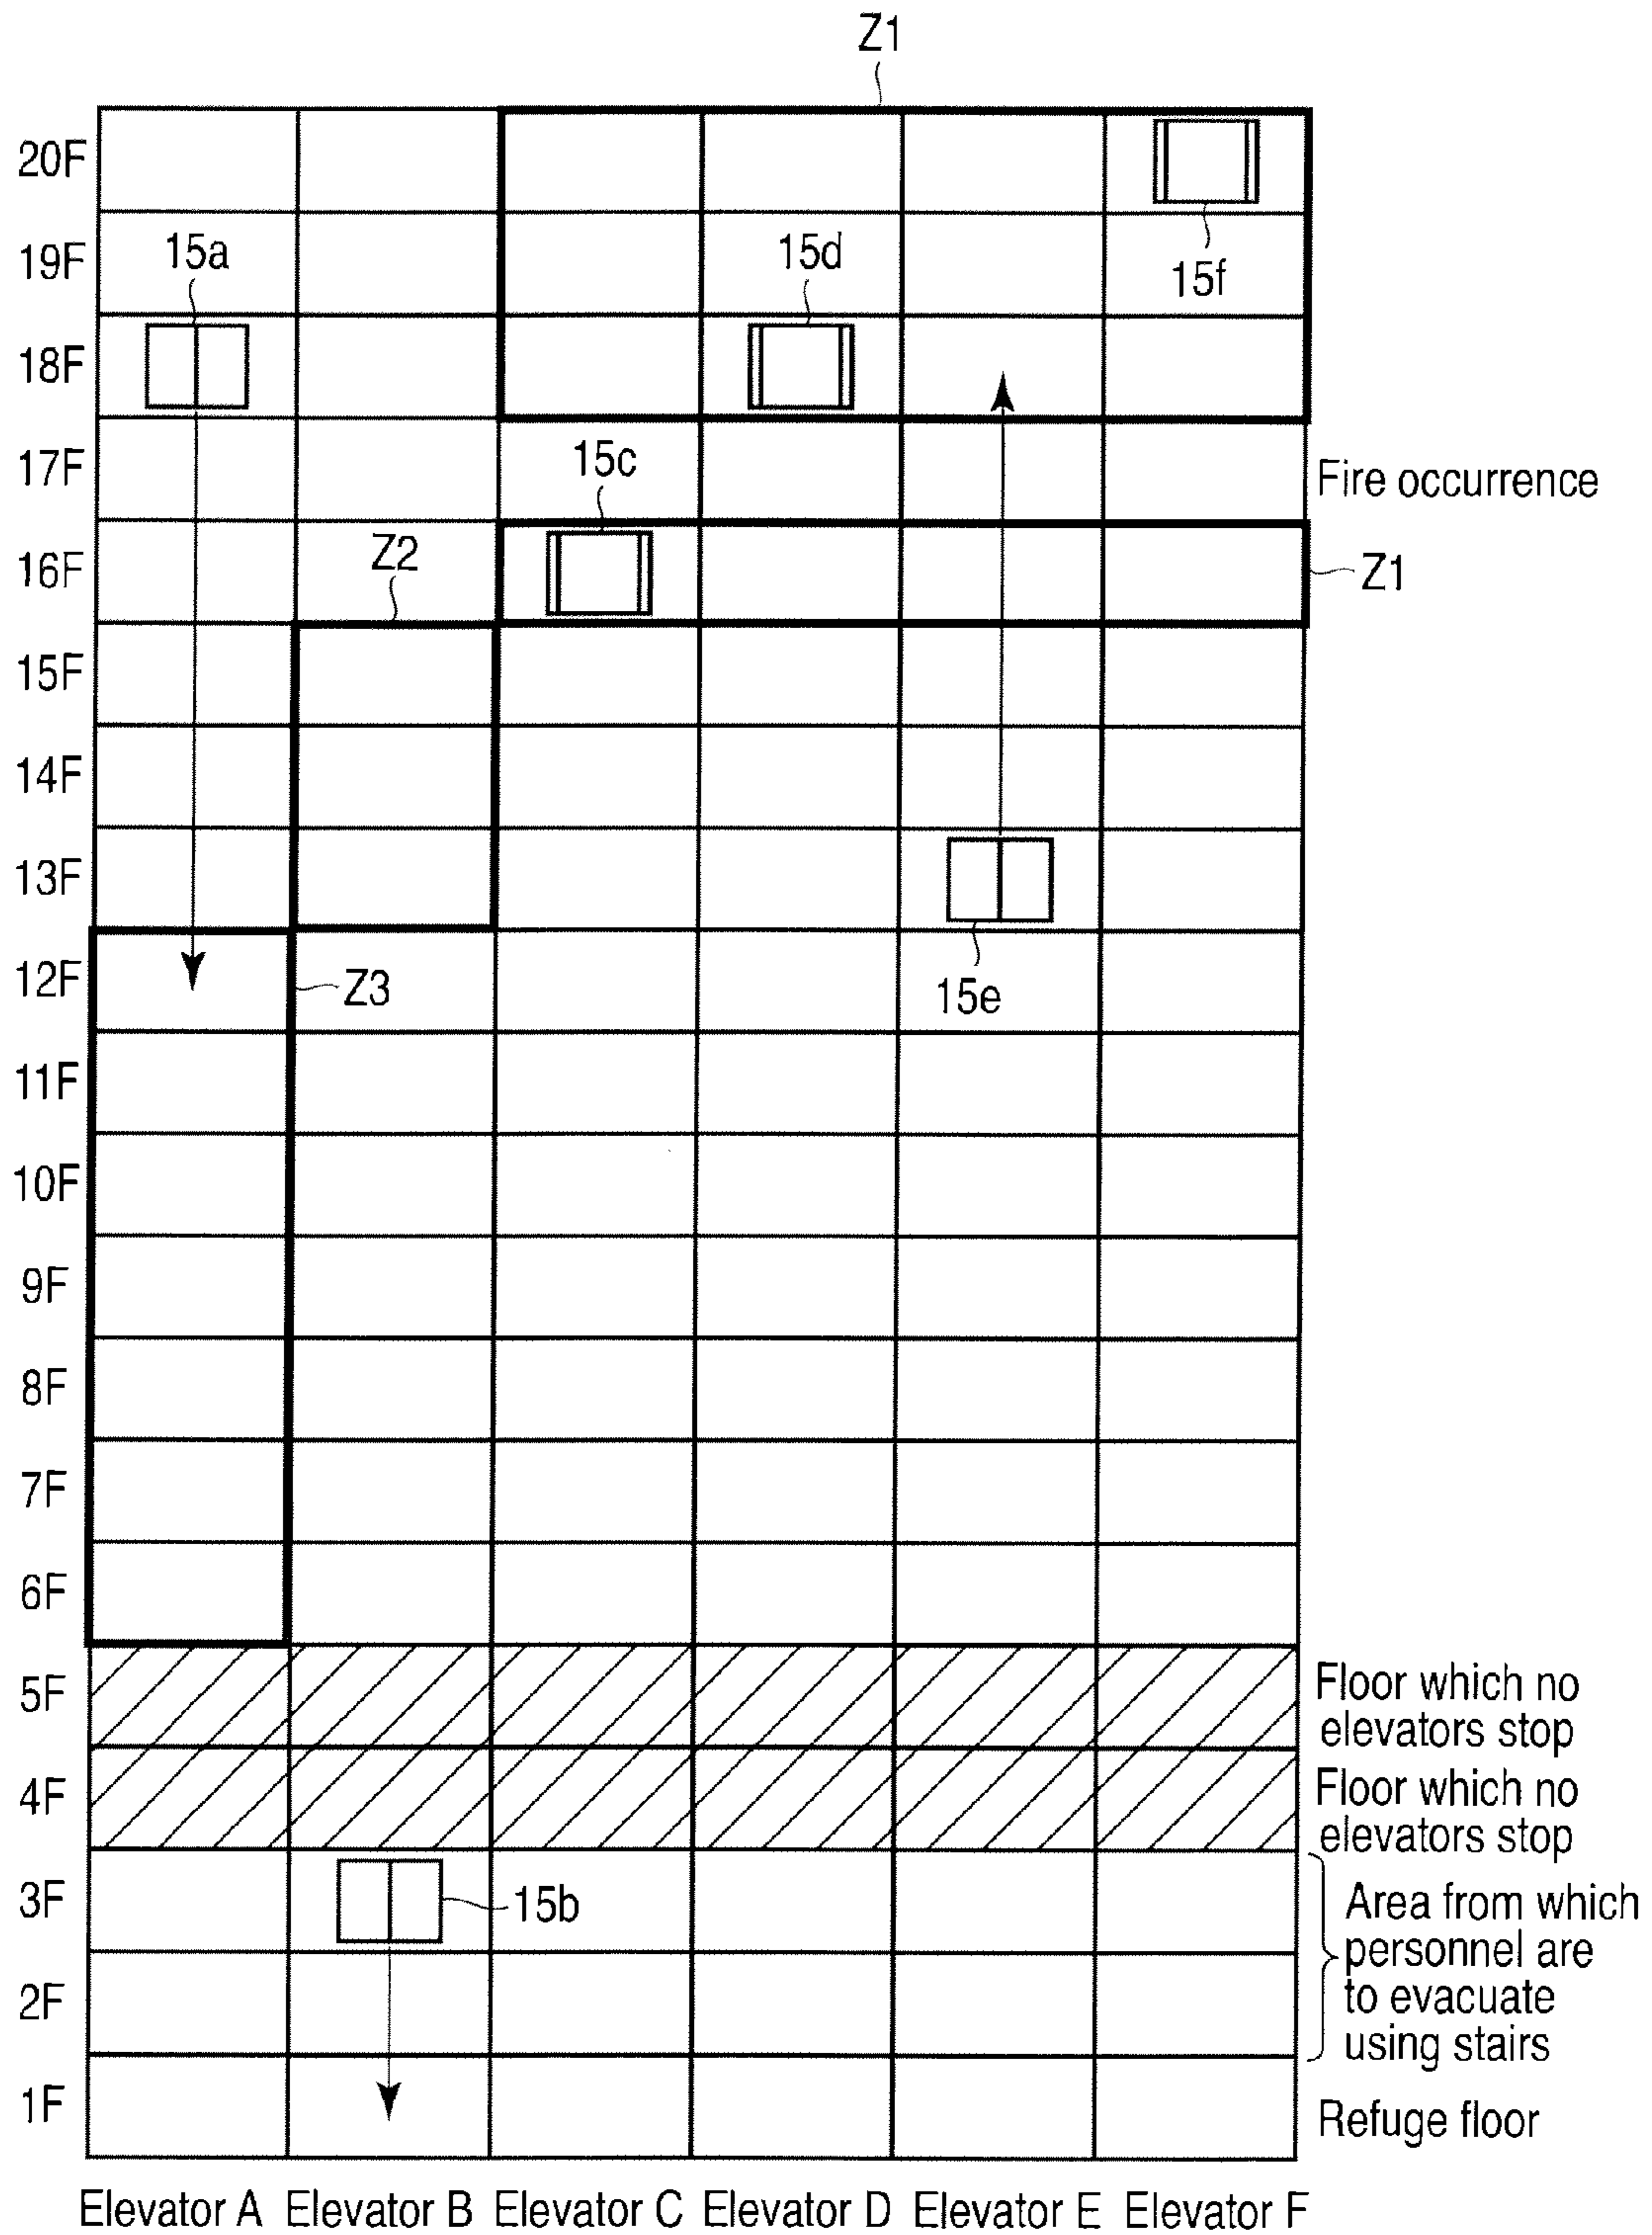 Z1
20F
15f
19F 15a 15d
18F
17F 15c Fire occurrence
16F Z2 Z1
15F
14F
13F
12F Z3 15e
11F
10F
9F
8F
7F
6F
5F Floor which no
elevators stop
4F Floor which no
elevators stop
3F 15b Area from which
personnel are
2F to evacuate
using stairs
1F Refuge floor
Elevator A Elevator B Elevator C Elevator D Elevator E Elevator F